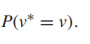 P(v* = v).